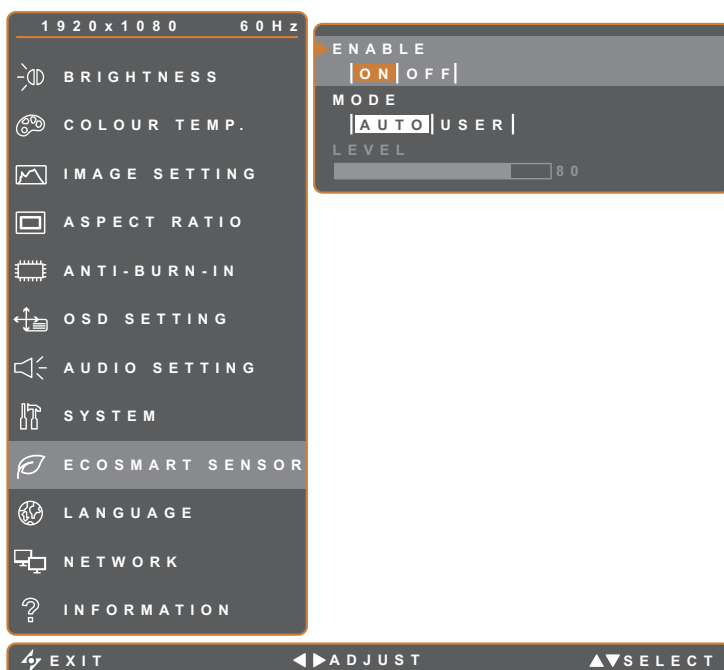 1920x1080 60Hz
BRIGHTNESS
COLOUR TEMP.
IMAGE SETTING
ASPECT RATIO
ANTI-BURN-IN
OSD SETTING
AUDIO SETTING
SYSTEM
ECOSMART SENSOR
LANGUAGE
NETWORK
INFORMATION
ENABLE
ON OFF
MODE
AUTO USER
LEVEL
80
EXIT ADJUST SELECT